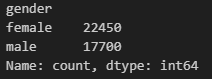 gender
female    22450
male      17700
Name: count, dtype: int64